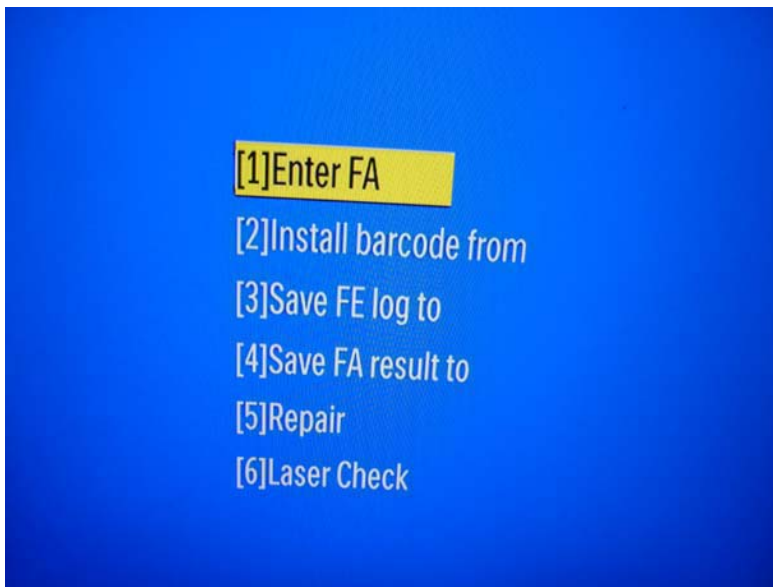 [1]Enter FA
[2]Install barcode from
[3]Save FE log to
[4]Save FA result to
[5]Repair
[6]Laser Check